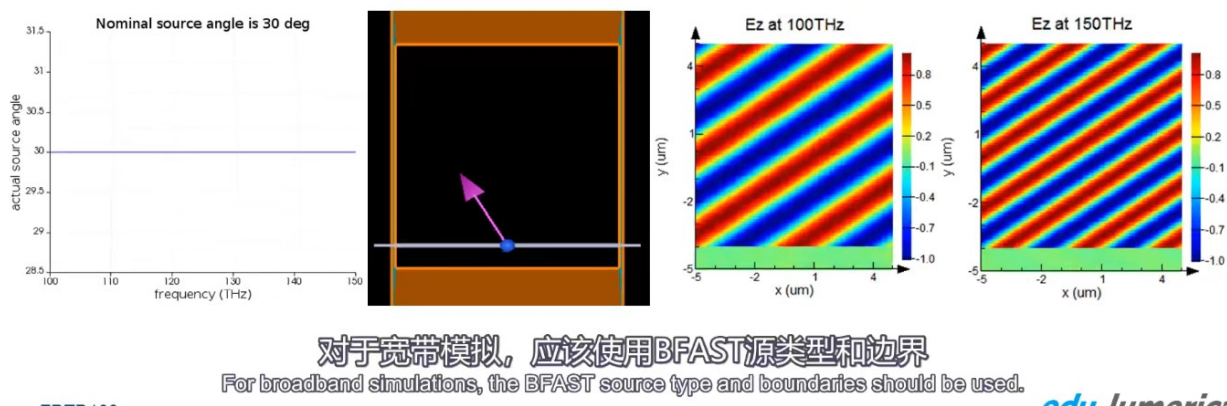 Nominal source angle is 30 deg
31.5
31
30.5
30
29.5
29
28.5
actual source angle
100 110 120 130 140 150
frequency (THz)
Ez at 100THz
4
1
-2
-5
y (um)
-5 -2 1 4
x (um)
0.8
0.5
0.2
-0.1
-0.4
-0.7
-1.0
Ez at 150THz
4
1
-2
-5
y (um)
-5 -2 1 4
x (um)
0.8
0.5
0.2
-0.1
-0.4
-0.7
-1.0
对于宽带模拟，应该使用BFAST源类型和边界
For broadband simulations, the BFAST source type and boundaries should be used.